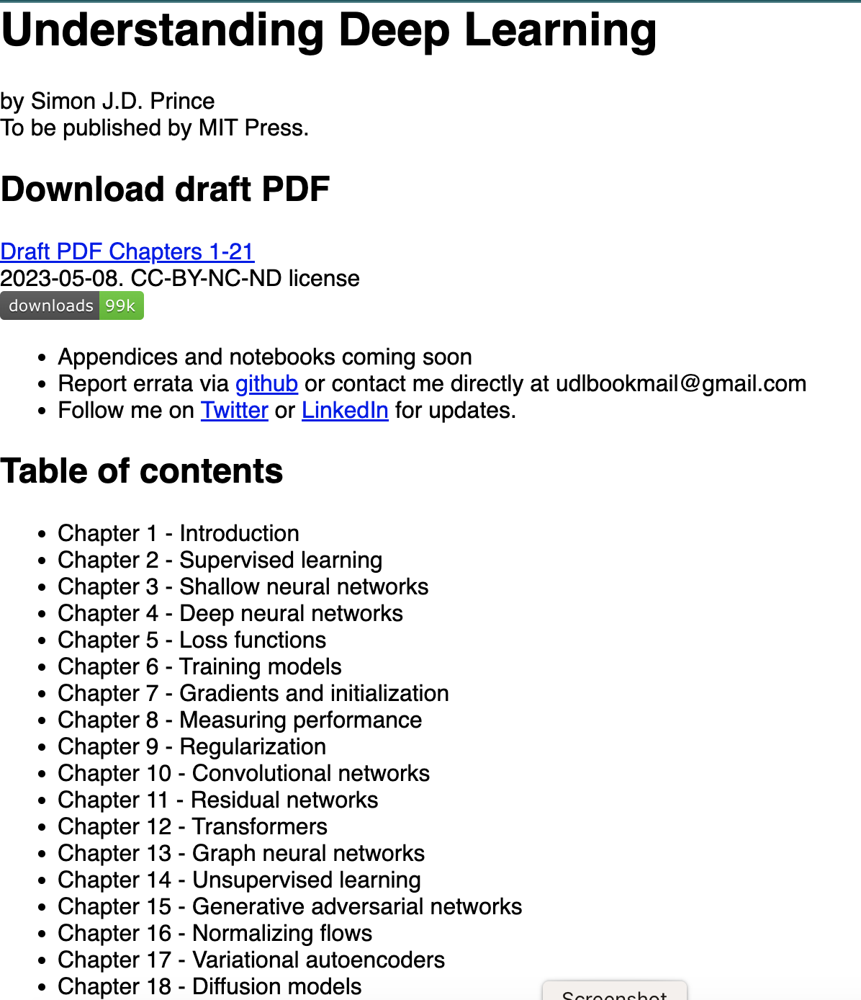 Understanding Deep Learning
by Simon J.D. Prince
To be published by MIT Press.
Download draft PDF
Draft PDF Chapters 1-21
2023-05-08. CC-BY-NC-ND license
downloads 99k
• Appendices and notebooks coming soon
• Report errata via github or contact me directly at udlbookmail@gmail.com
• Follow me on Twitter or LinkedIn for updates.
Table of contents
• Chapter 1 - Introduction
• Chapter 2 - Supervised learning
• Chapter 3 - Shallow neural networks
• Chapter 4 - Deep neural networks
• Chapter 5 - Loss functions
• Chapter 6 - Training models
• Chapter 7 - Gradients and initialization
• Chapter 8 - Measuring performance
• Chapter 9 - Regularization
• Chapter 10 - Convolutional networks
• Chapter 11 - Residual networks
• Chapter 12 - Transformers
• Chapter 13 - Graph neural networks
• Chapter 14 - Unsupervised learning
• Chapter 15 - Generative adversarial networks
• Chapter 16 - Normalizing flows
• Chapter 17 - Variational autoencoders
• Chapter 18 - Diffusion models
Screenshot